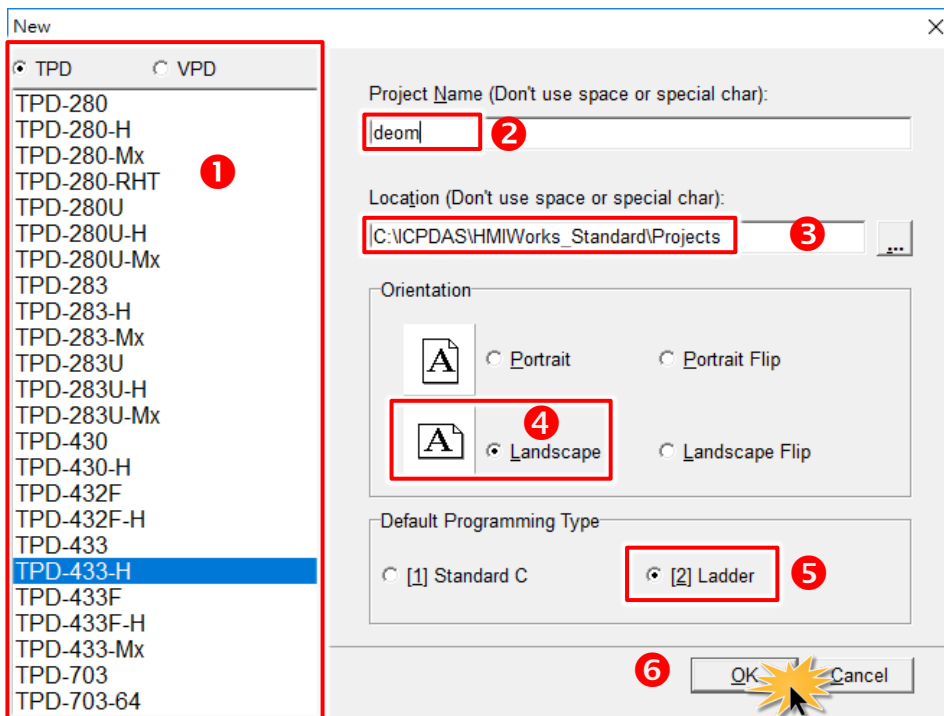 New
TPD VPD
TPD-280
TPD-280-H
TPD-280-Mx
TPD-280-RHT
TPD-280U
TPD-280U-H
TPD-280U-Mx
TPD-283
TPD-283-H
TPD-283-Mx
TPD-283U
TPD-283U-H
TPD-283U-Mx
TPD-430
TPD-430-H
TPD-432F
TPD-432F-H
TPD-433
TPD-433-H
TPD-433F
TPD-433F-H
TPD-433-Mx
TPD-703
TPD-703-64
1
Project Name (Don't use space or special char):
deom
2
Location (Don't use space or special char):
C:\ICPDAS\HMIWorks_Standard\Projects
3
...
Orientation
A Portrait Portrait Flip
4
A Landscape Landscape Flip
Default Programming Type
[1] Standard C [2] Ladder 5
6 OK Cancel